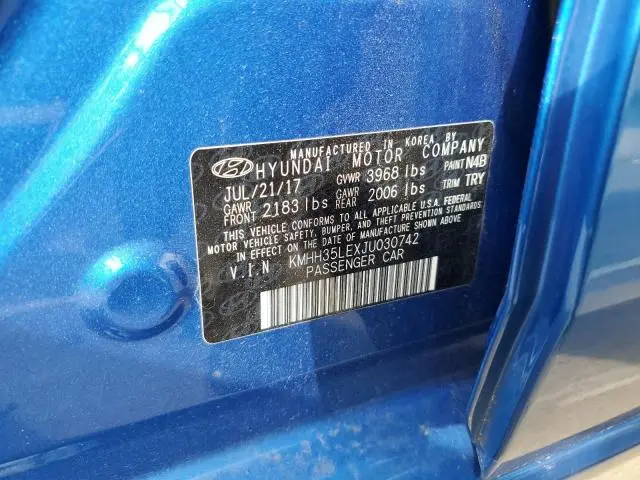 MANUFACTURED IN KOREA BY
HYUNDAI MOTOR COMPANY
JUL/21/17 GVWR 3968 lbs PAINT N4B
GAWR FRONT 2183 lbs GAWR REAR 2006 lbs TRIM TRY
THIS VEHICLE CONFORMS TO ALL APPLICABLE U.S.A. FEDERAL
MOTOR VEHICLE SAFETY, BUMPER, AND THEFT PREVENTION STANDARDS
IN EFFECT ON THE DATE OF MANUFACTURE SHOWN ABOVE.
V.I.N KMHH35LEXJU030742
PASSENGER CAR